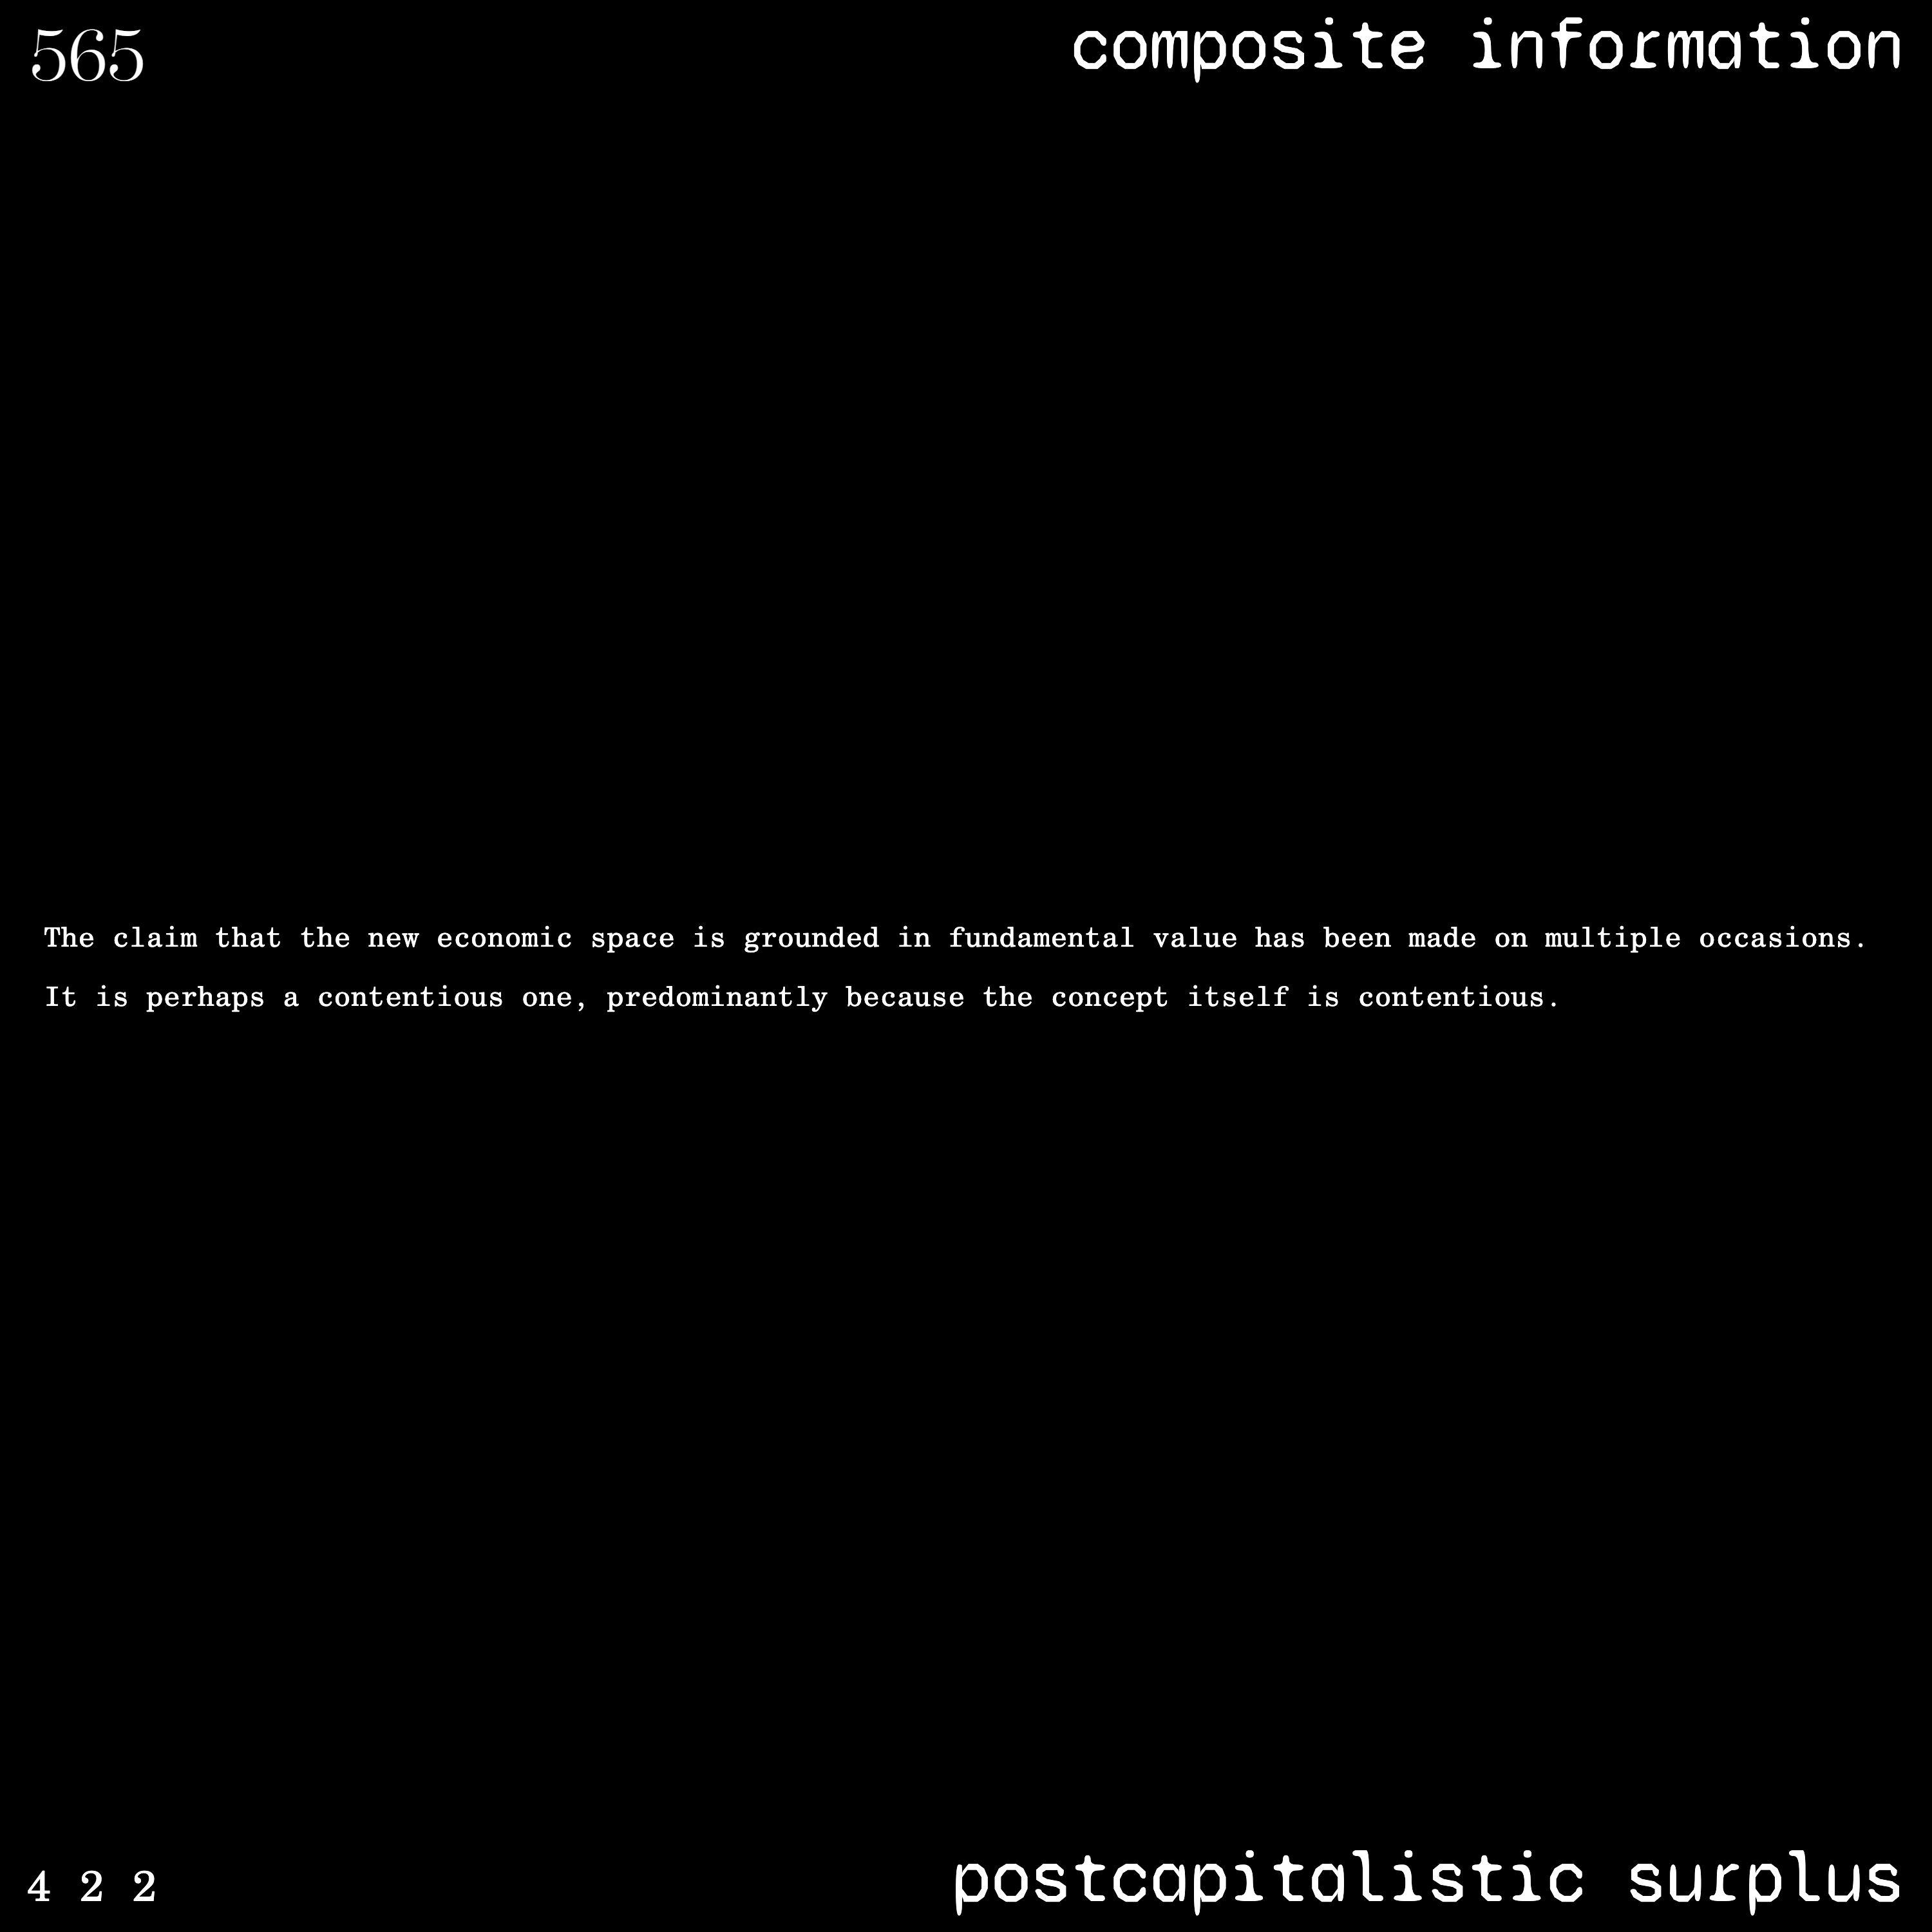 565
composite information
The claim that the new economic space is grounded in fundamental value has been made on multiple occasions.
It is perhaps a contentious one, predominantly because the concept itself is contentious.
4 2 2
postcapitalistic surplus